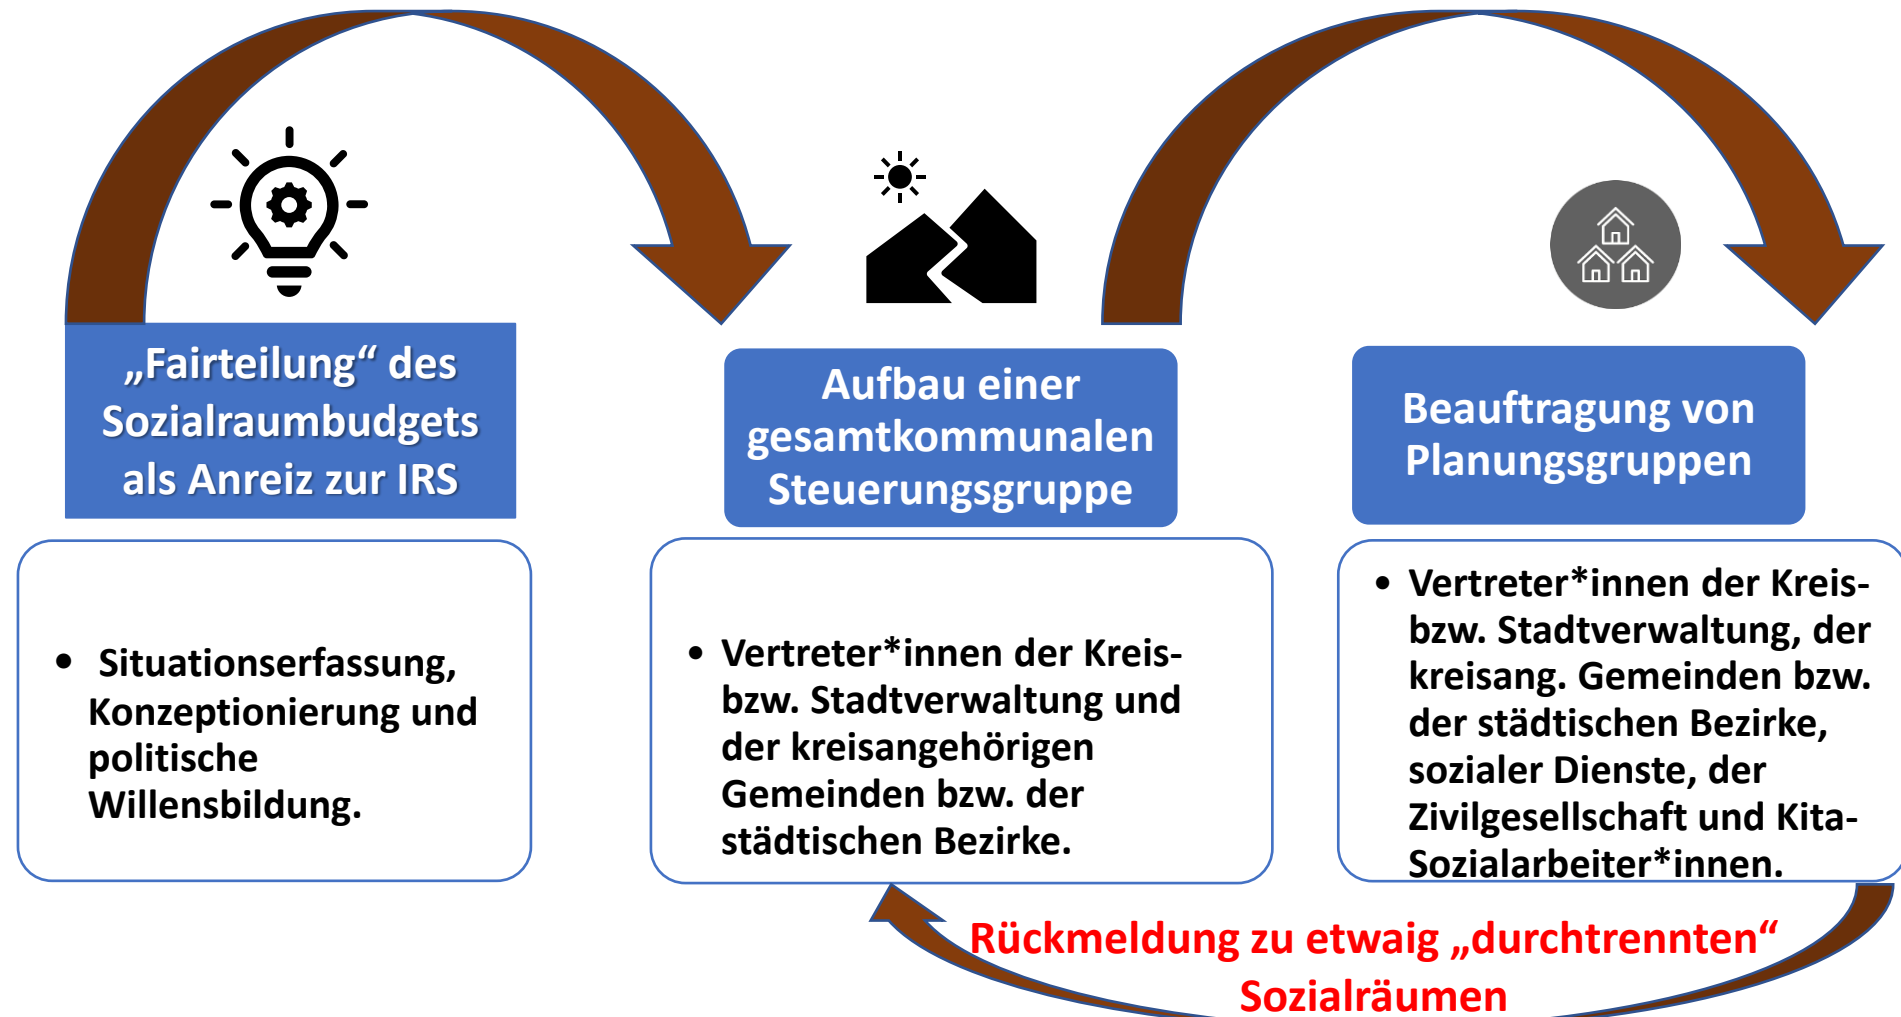 „Fairteilung“ des
Sozialraumbudgets
als Anreiz zur IRS
• Situationserfassung,
Konzeptionierung und
politische
Willensbildung.
Aufbau einer
gesamtkommunalen
Steuerungsgruppe
• Vertreter*innen der Kreis-
bzw. Stadtverwaltung und
der kreisangehörigen
Gemeinden bzw. der
städtischen Bezirke.
Beauftragung von
Planungsgruppen
• Vertreter*innen der Kreis-
bzw. Stadtverwaltung, der
kreisang. Gemeinden bzw.
der städtischen Bezirke,
sozialer Dienste, der
Zivilgesellschaft und Kita-
Sozialarbeiter*innen.
Rückmeldung zu etwaig „durchtrennten“
Sozialräumen